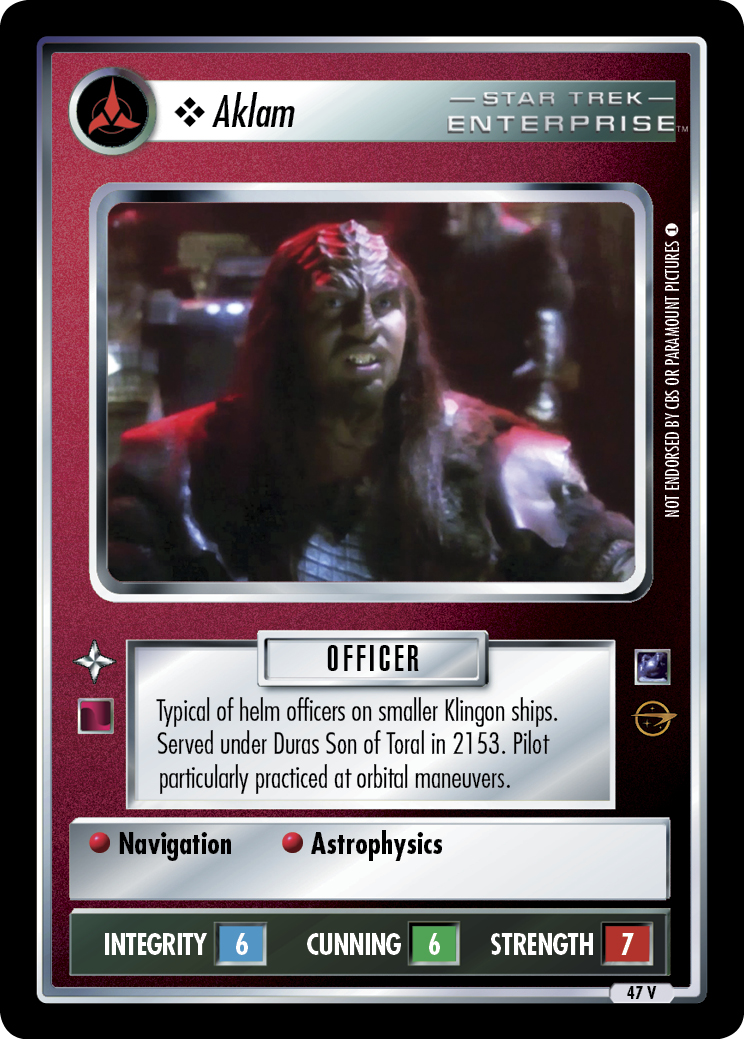 ❖ Aklam
STAR TREK
ENTERPRISE™
NOT ENDORSED BY CBS OR PARAMOUNT PICTURES 1
OFFICER
Typical of helm officers on smaller Klingon ships.
Served under Duras Son of Toral in 2153. Pilot
particularly practiced at orbital maneuvers.
Navigation Astrophysics
INTEGRITY 6 CUNNING 6 STRENGTH 7
47 V